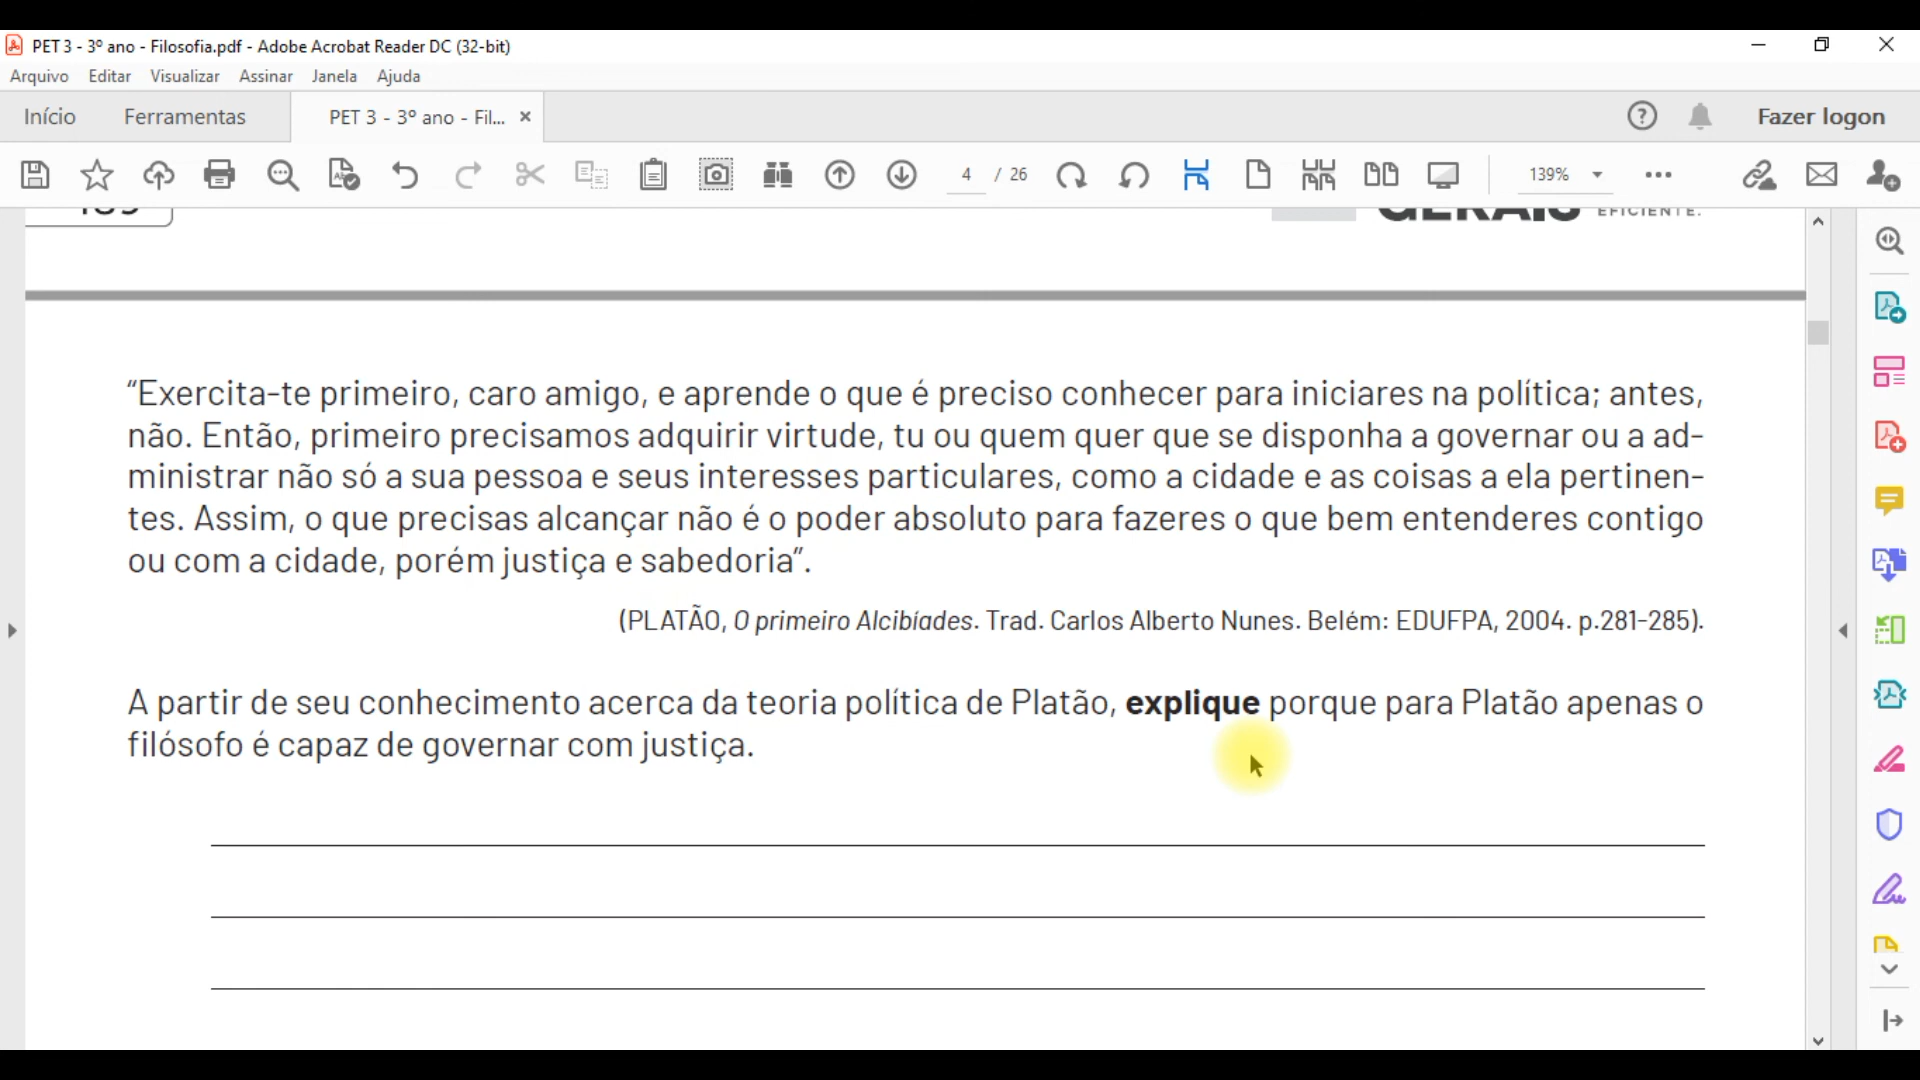 PET 3 - 3º ano - Filosofia.pdf - Adobe Acrobat Reader DC (32-bit)
Arquivo Editar Visualizar Assinar Janela Ajuda
Início Ferramentas PET 3 - 3º ano - Fil... Fazer logon
4 / 26 139%
GERAIS EFICIENTE.
“Exercita-te primeiro, caro amigo, e aprende o que é preciso conhecer para iniciares na política; antes,
não. Então, primeiro precisamos adquirir virtude, tu ou quem quer que se disponha a governar ou a ad-
ministrar não só a sua pessoa e seus interesses particulares, como a cidade e as coisas a ela pertinen-
tes. Assim, o que precisas alcançar não é o poder absoluto para fazeres o que bem entenderes contigo
ou com a cidade, porém justiça e sabedoria”.
(PLATÃO, O primeiro Alcibíades. Trad. Carlos Alberto Nunes. Belém: EDUFPA, 2004. p.281-285).
A partir de seu conhecimento acerca da teoria política de Platão, explique porque para Platão apenas o
filósofo é capaz de governar com justiça.